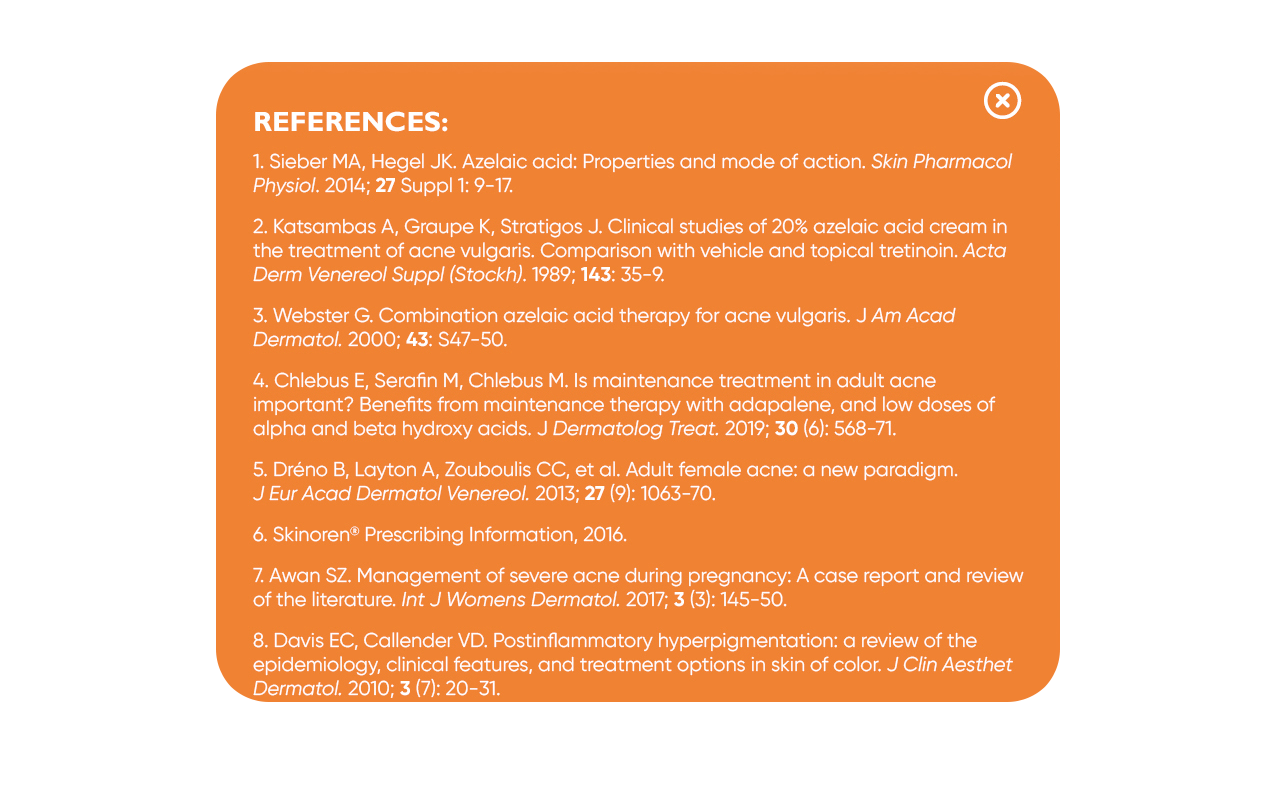 REFERENCES:
1. Sieber MA, Hegel JK. Azelaic acid: Properties and mode of action. Skin Pharmacol
Physiol. 2014; 27 Suppl 1: 9-17.
2. Katsambas A, Graupe K, Stratigos J. Clinical studies of 20% azelaic acid cream in
the treatment of acne vulgaris. Comparison with vehicle and topical tretinoin. Acta
Derm Venereol Suppl (Stockh). 1989; 143: 35-9.
3. Webster G. Combination azelaic acid therapy for acne vulgaris. J Am Acad
Dermatol. 2000; 43: S47-50.
4. Chlebus E, Serafin M, Chlebus M. Is maintenance treatment in adult acne
important? Benefits from maintenance therapy with adapalene, and low doses of
alpha and beta hydroxy acids. J Dermatolog Treat. 2019; 30 (6): 568-71.
5. Dréno B, Layton A, Zouboulis CC, et al. Adult female acne: a new paradigm.
J Eur Acad Dermatol Venereol. 2013; 27 (9): 1063-70.
6. Skinoren® Prescribing Information, 2016.
7. Awan SZ. Management of severe acne during pregnancy: A case report and review
of the literature. Int J Womens Dermatol. 2017; 3 (3): 145-50.
8. Davis EC, Callender VD. Postinflammatory hyperpigmentation: a review of the
epidemiology, clinical features, and treatment options in skin of color. J Clin Aesthet
Dermatol. 2010; 3 (7): 20-31.